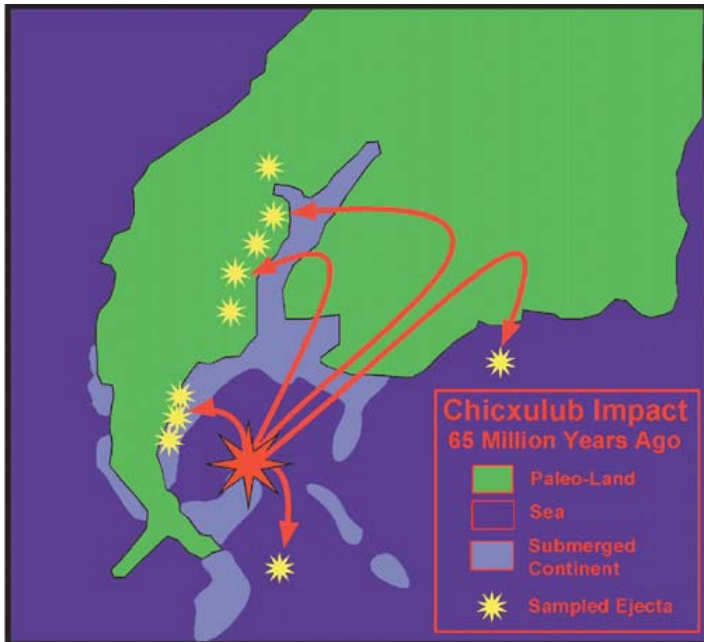 Chicxulub Impact
65 Million Years Ago
Paleo-Land
Sea
Submerged
Continent
Sampled Ejecta